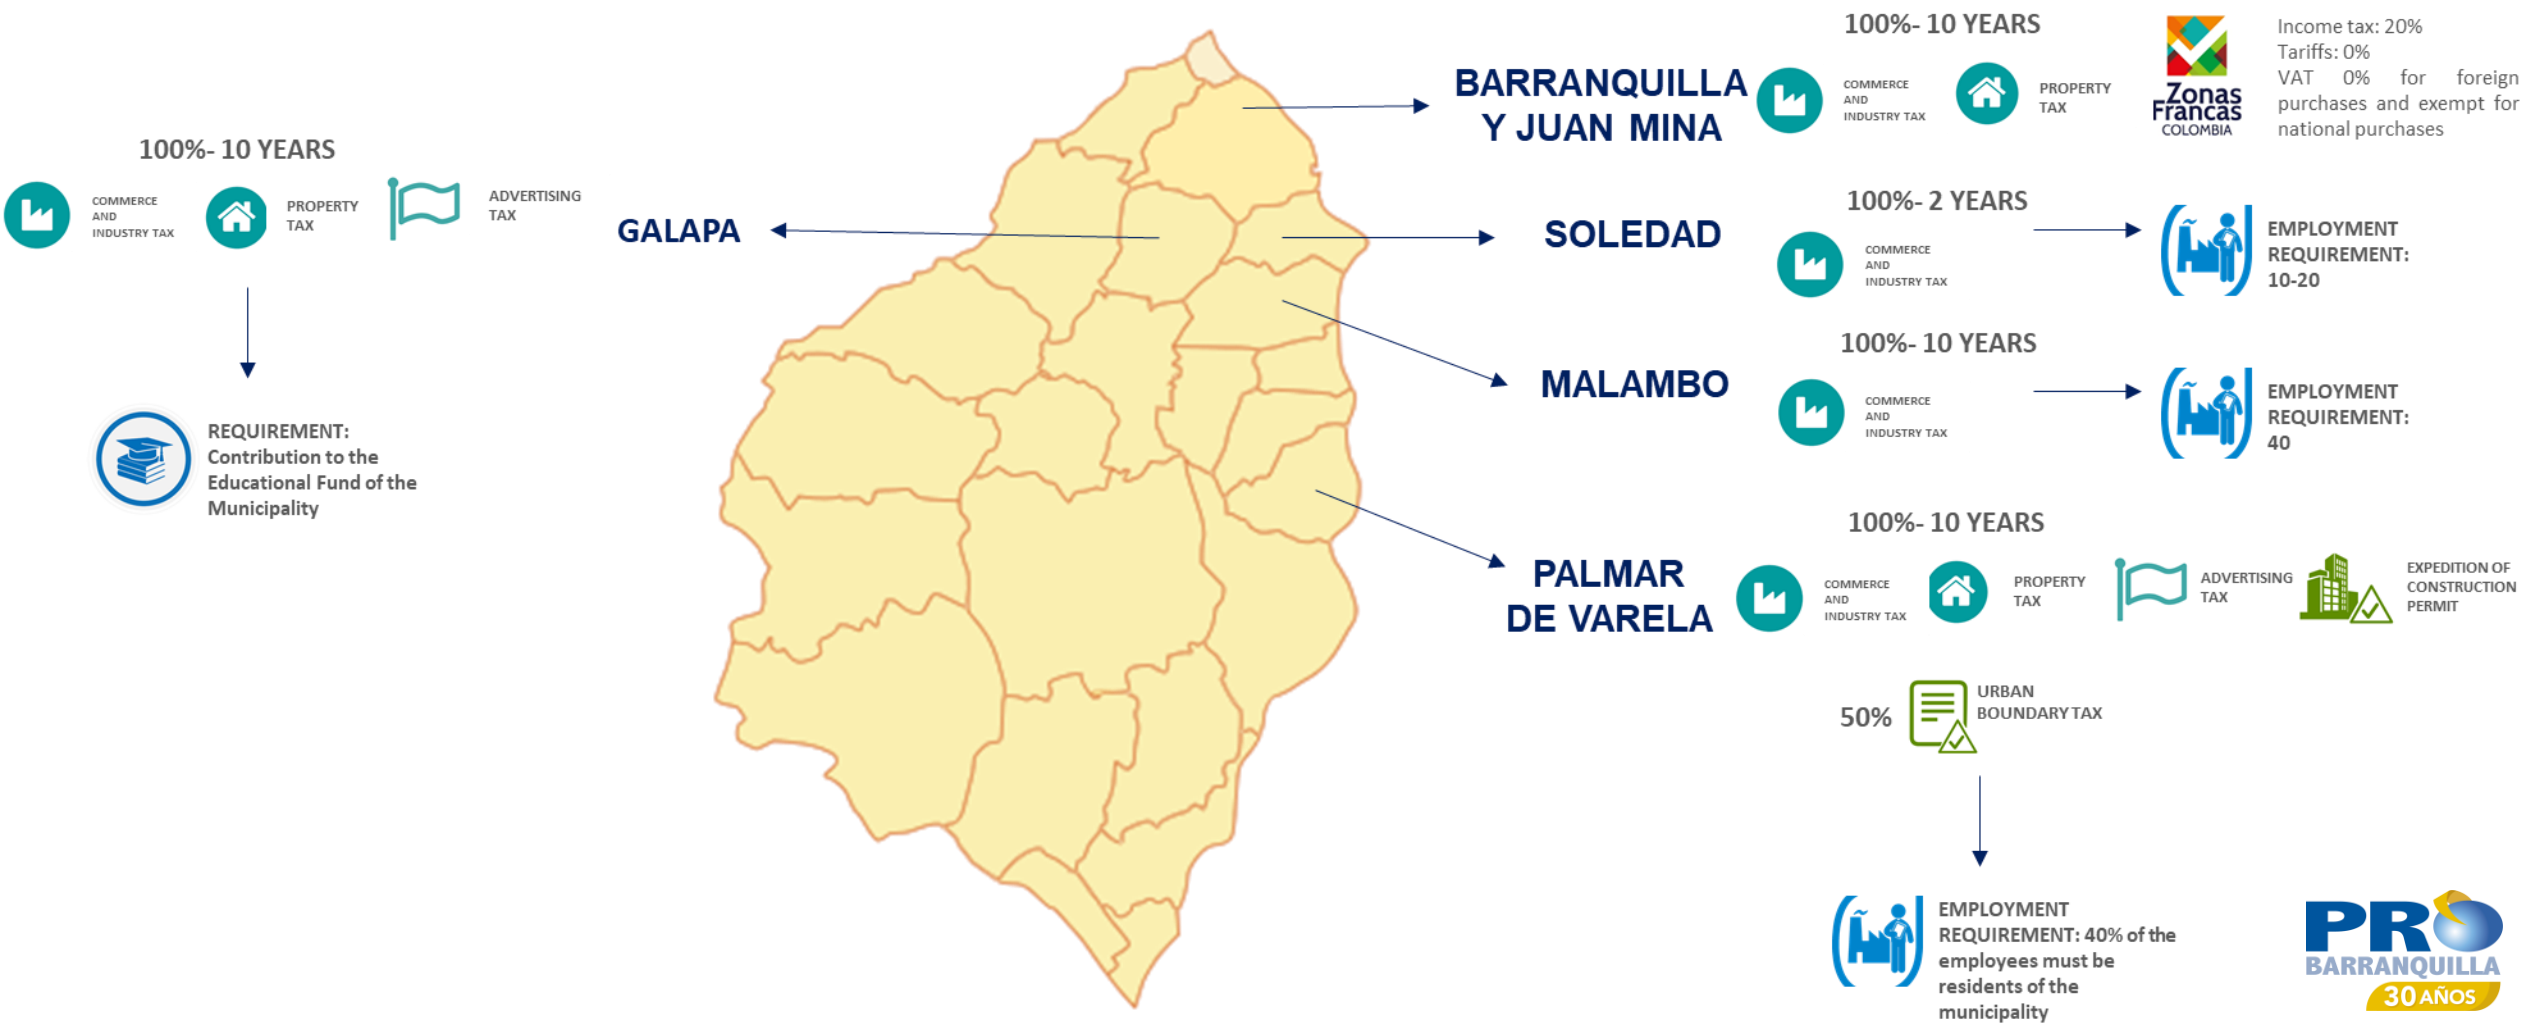 100%- 10 YEARS
COMMERCE
AND
INDUSTRY TAX
PROPERTY
TAX
ADVERTISING
TAX
GALAPA
REQUIREMENT:
Contribution to the
Educational Fund of the
Municipality
BARRANQUILLA
Y JUAN MINA
100%- 10 YEARS
COMMERCE
AND
INDUSTRY TAX
PROPERTY
TAX
Zonas
Francas
COLOMBIA
Income tax: 20%
Tariffs: 0%
VAT 0% for foreign
purchases and exempt for
national purchases
SOLEDAD
100%- 2 YEARS
COMMERCE
AND
INDUSTRY TAX
EMPLOYMENT
REQUIREMENT:
10-20
MALAMBO
100%- 10 YEARS
COMMERCE
AND
INDUSTRY TAX
EMPLOYMENT
REQUIREMENT:
40
PALMAR
DE VARELA
100%- 10 YEARS
COMMERCE
AND
INDUSTRY TAX
PROPERTY
TAX
ADVERTISING
TAX
EXPEDITION OF
CONSTRUCTION
PERMIT
50%
URBAN
BOUNDARY TAX
EMPLOYMENT
REQUIREMENT: 40% of the
employees must be
residents of the
municipality
PRO
BARRANQUILLA
30 AÑOS